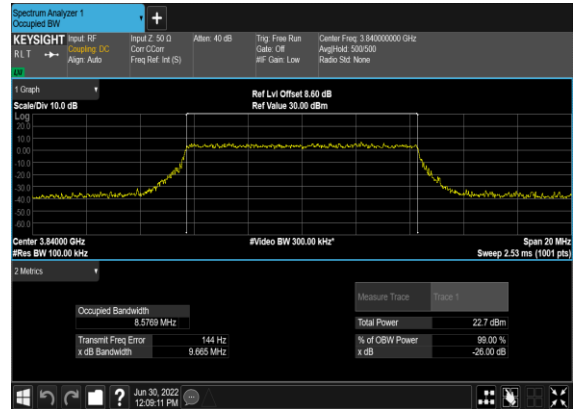 Spectrum Analyzer 1
Occupied BW
+
KEYSIGHT Input: RF Input Z: 50 Ω Atten: 40 dB Trig: Free Run Center Freq: 3.840000000 GHz
RLT Coupling: DC Corr CCorr Gate: Off Avg|Hold: 500/500
Align: Auto Freq Ref: Int (S) #IF Gain: Low Radio Std: None
1 Graph
Ref Lvl Offset 8.60 dB
Scale/Div 10.0 dB Ref Value 30.00 dBm
Log
20.0
10.0
0.00
-10.0
-20.0
-30.0
-40.0
-50.0
-60.0
Center 3.84000 GHz #Video BW 300.00 kHz* Span 20 MHz
#Res BW 100.00 kHz Sweep 2.53 ms (1001 pts)
2 Metrics
Measure Trace Trace 1
Occupied Bandwidth
8.5769 MHz Total Power 22.7 dBm
Transmit Freq Error 144 Hz % of OBW Power 99.00 %
x dB Bandwidth 9.665 MHz x dB -26.00 dB
?
Jun 30, 2022
12:09:11 PM